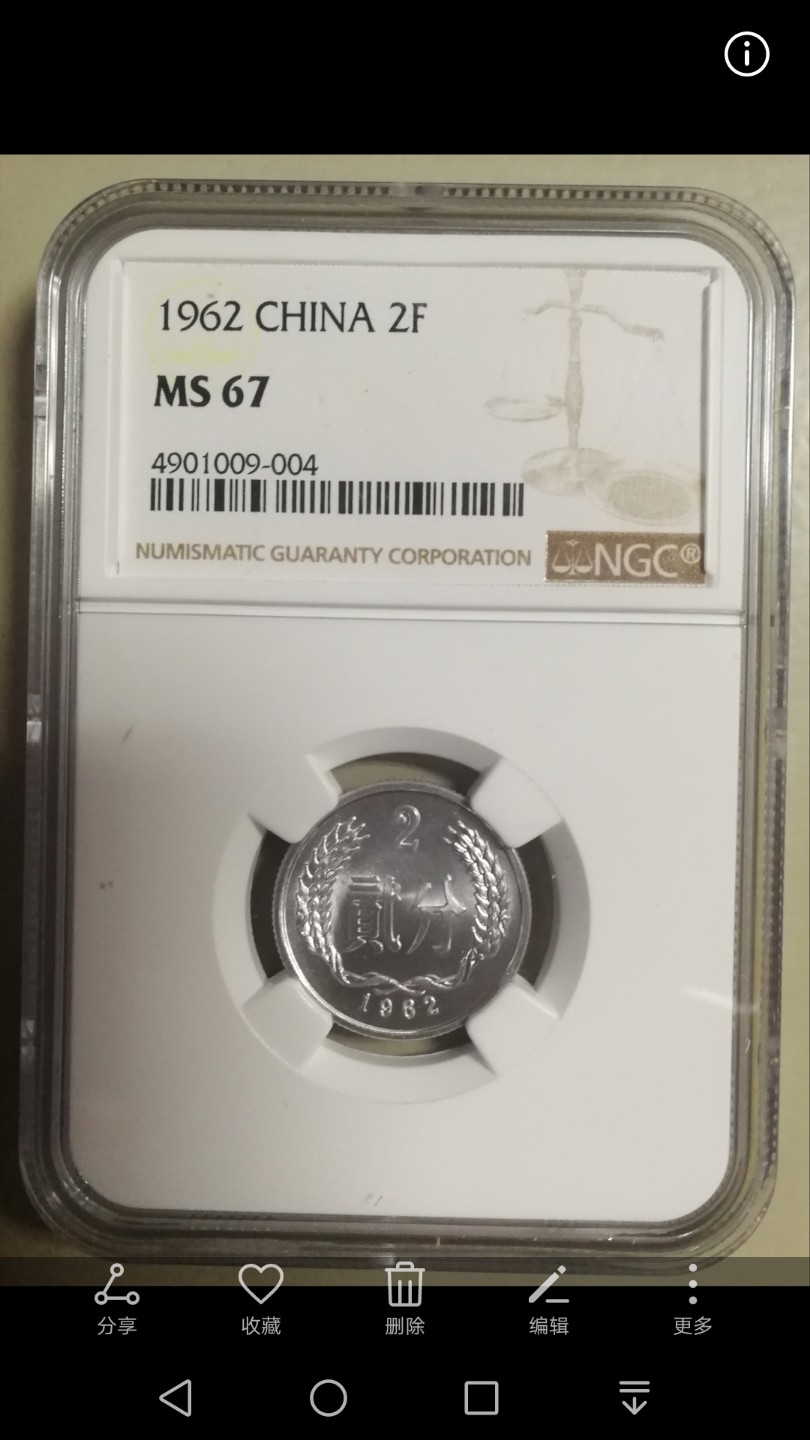 1962 CHINA 2F
MS 67
4901009-004
NUMISMATIC GUARANTY CORPORATION
NGC®
2
貳分
1962
分享 收藏 删除 编辑 更多